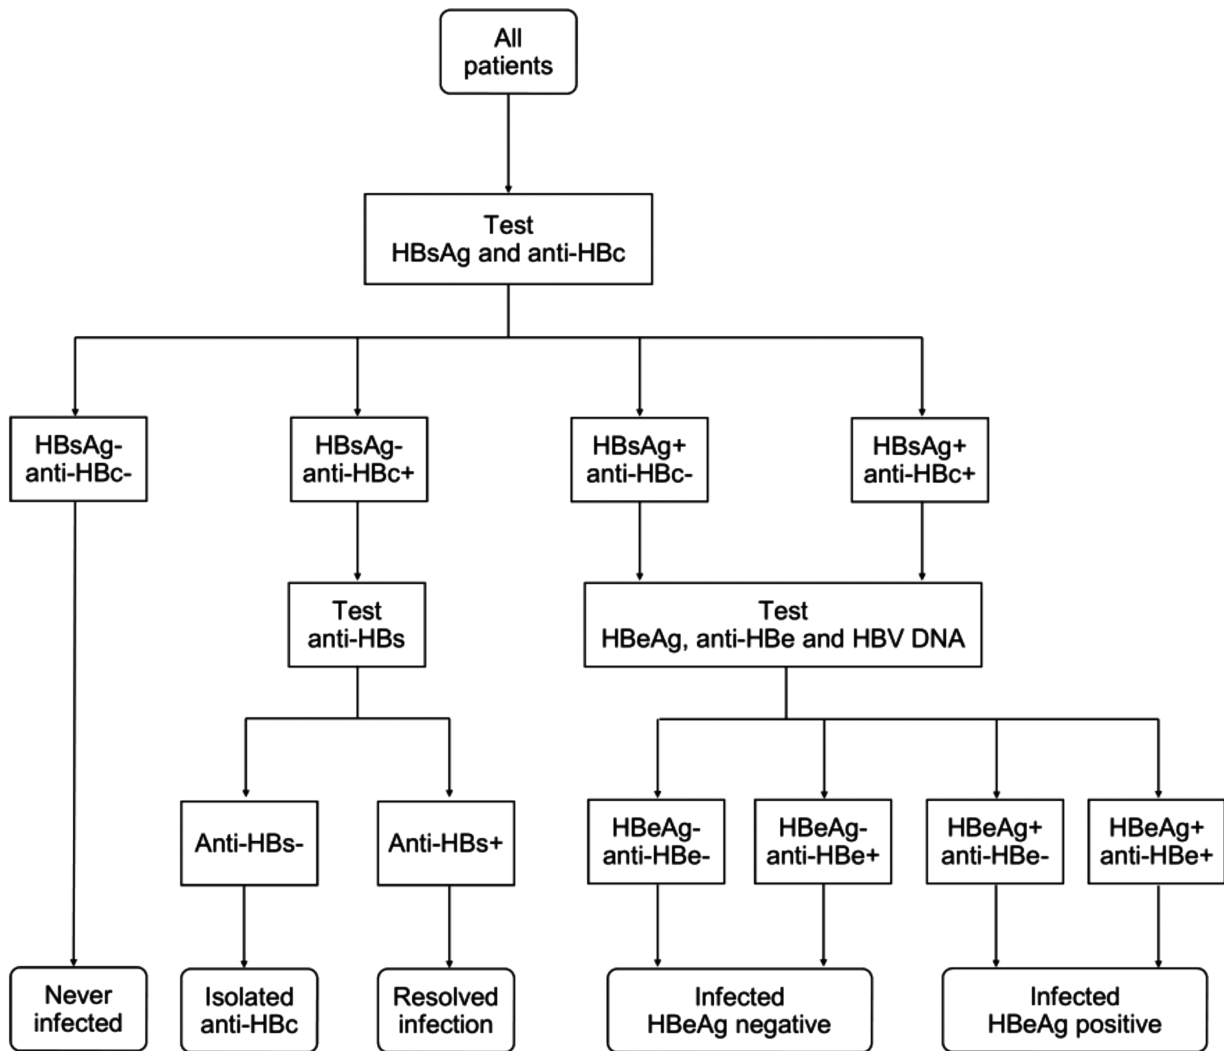 All
patients
Test
HBsAg and anti-HBc
HBsAg-
anti-HBc-
HBsAg-
anti-HBc+
HBsAg+
anti-HBc-
HBsAg+
anti-HBc+
Test
anti-HBs
Test
HBeAg, anti-HBe and HBV DNA
Anti-HBs-
Anti-HBs+
HBeAg-
anti-HBe-
HBeAg-
anti-HBe+
HBeAg+
anti-HBe-
HBeAg+
anti-HBe+
Never
infected
Isolated
anti-HBc
Resolved
infection
Infected
HBeAg negative
Infected
HBeAg positive